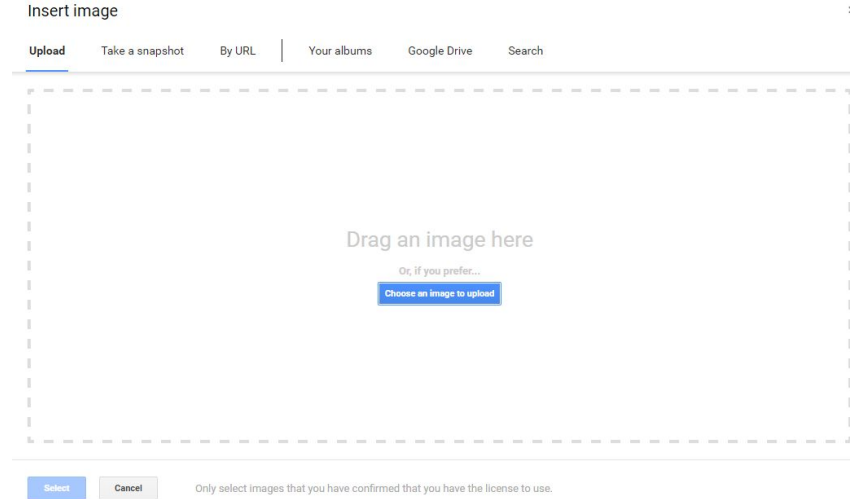 Insert image
Upload Take a snapshot By URL Your albums Google Drive Search
Drag an image here
Or, if you prefer...
Choose an image to upload
Select Cancel Only select images that you have confirmed that you have the license to use.